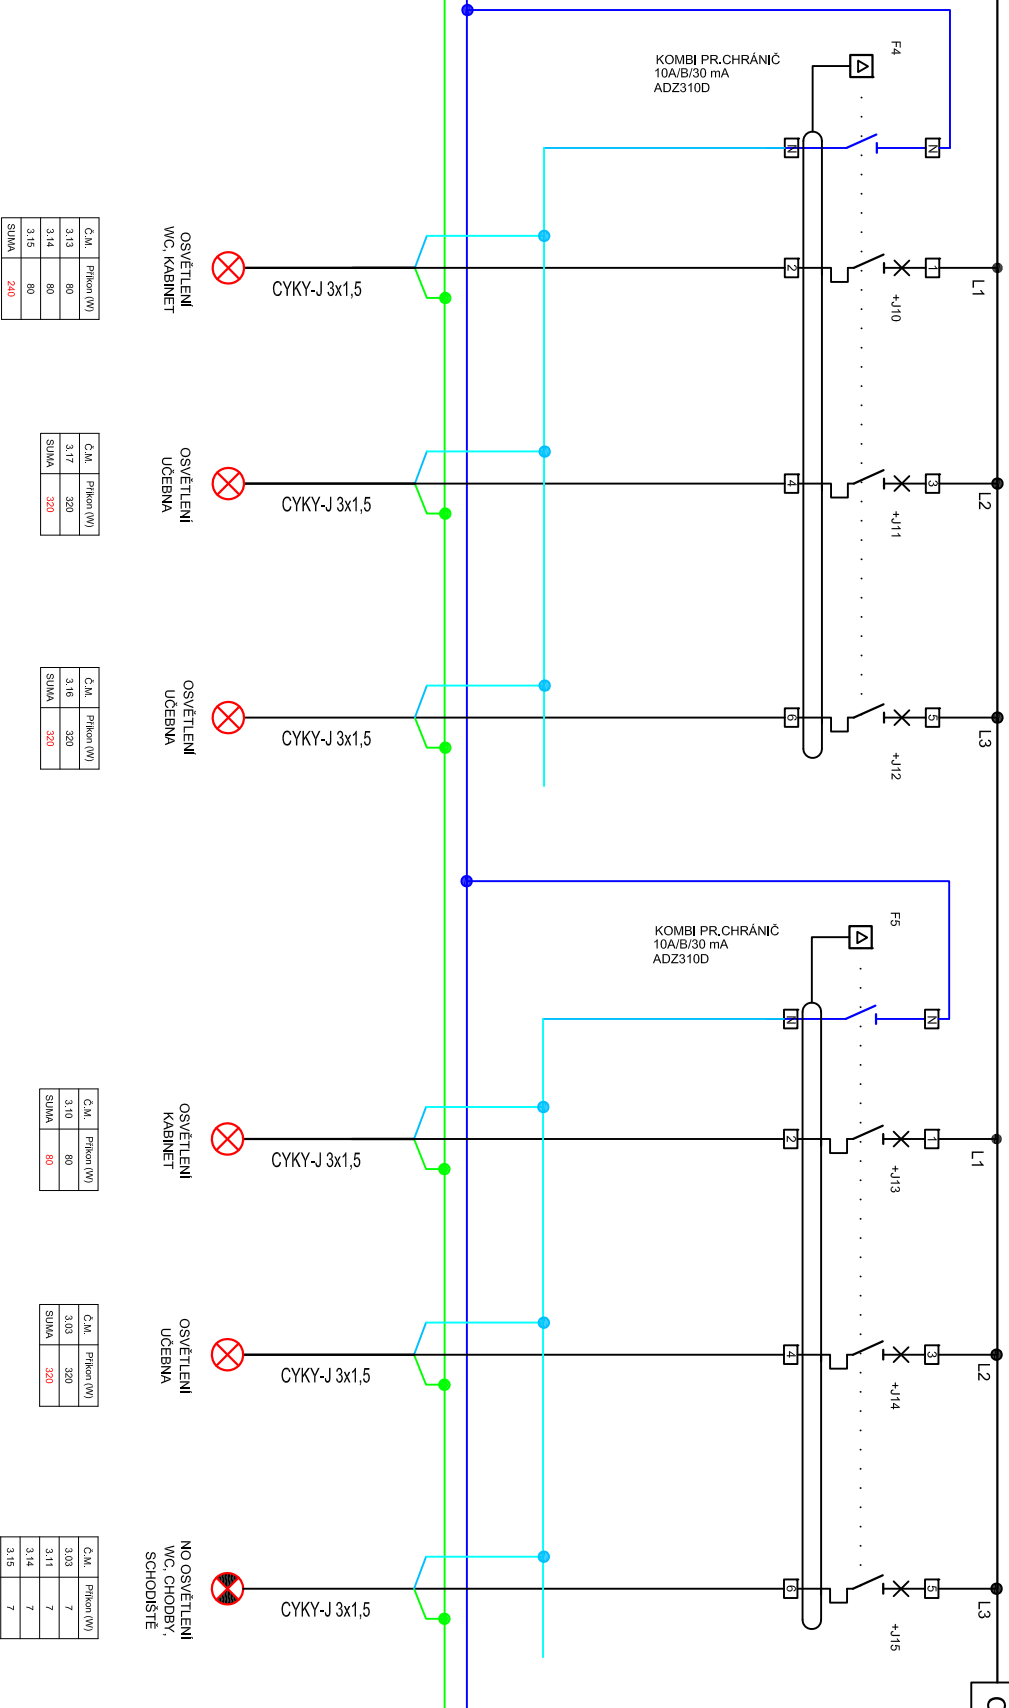 F4
KOMBI PR.CHRÁNIČ
10A/B/30 mA
ADZ310D
N
N
1
2
L1
+J10
CYKY-J 3x1,5
OSVĚTLENÍ
WC, KABINET
Č.M. Příkon (W)
3.13 80
3.14 80
3.15 80
SUMA 240
3
4
L2
+J11
CYKY-J 3x1,5
OSVĚTLENÍ
UČEBNA
Č.M. Příkon (W)
3.17 320
SUMA 320
5
6
L3
+J12
CYKY-J 3x1,5
OSVĚTLENÍ
UČEBNA
Č.M. Příkon (W)
3.16 320
SUMA 320
F5
KOMBI PR.CHRÁNIČ
10A/B/30 mA
ADZ310D
N
N
1
2
L1
+J13
CYKY-J 3x1,5
OSVĚTLENÍ
KABINET
Č.M. Příkon (W)
3.10 80
SUMA 80
3
4
L2
+J14
CYKY-J 3x1,5
OSVĚTLENÍ
UČEBNA
Č.M. Příkon (W)
3.03 320
SUMA 320
5
6
L3
+J15
CYKY-J 3x1,5
NO OSVĚTLENÍ
WC, CHODBY,
SCHODIŠTĚ
Č.M. Příkon (W)
3.03 7
3.11 7
3.14 7
3.15 7